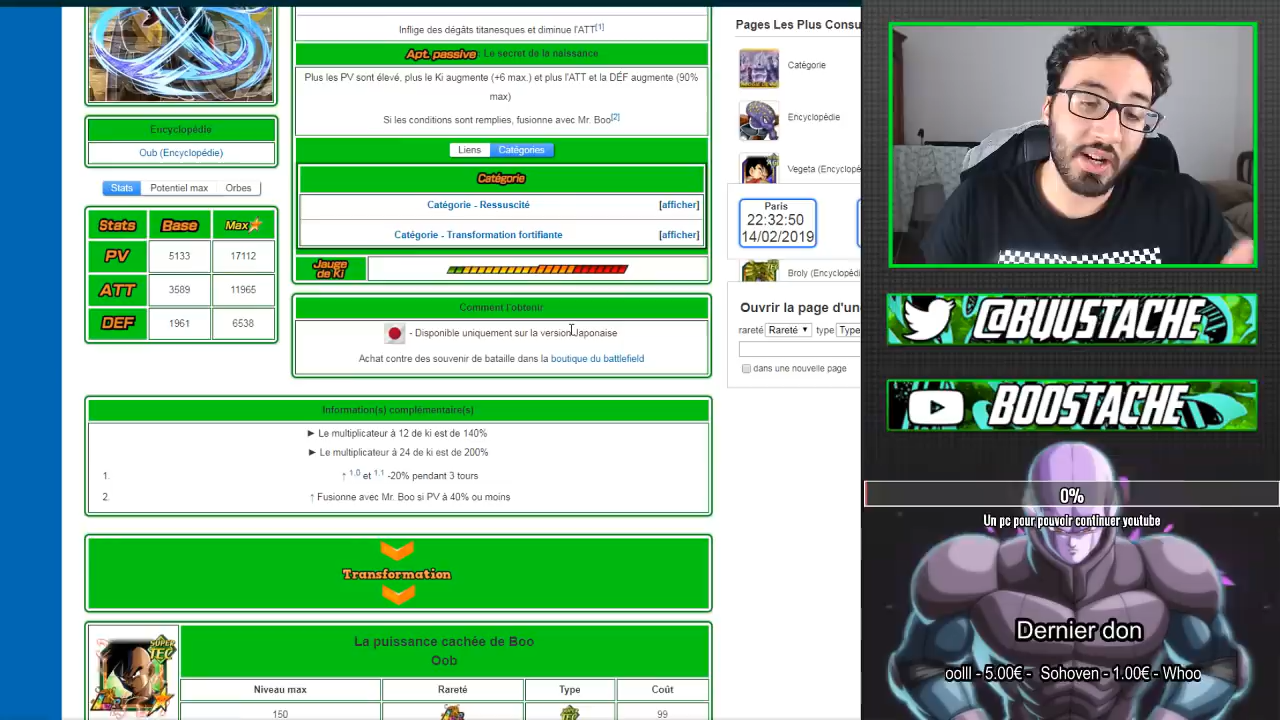 Inflige des dégâts titanesques et diminue l'ATT[1]
Apt. passive : Le secret de la naissance
Plus les PV sont élevé, plus le Ki augmente (+6 max.) et plus l'ATT et la DÉF augmente (90%
max)
Si les conditions sont remplies, fusionne avec Mr. Boo[2]
Liens Catégories
Catégorie
Catégorie - Ressuscité [afficher]
Catégorie - Transformation fortifiante [afficher]
Jauge de Ki
Comment l'obtenir
- Disponible uniquement sur la version Japonaise
Achat contre des souvenir de bataille dans la boutique du battlefield
Encyclopédie
Oub (Encyclopédie)
Stats Potentiel max Orbes
Stats Base Max
PV 5133 17112
ATT 3589 11965
DEF 1961 6538
Information(s) complémentaire(s)
► Le multiplicateur à 12 de ki est de 140%
► Le multiplicateur à 24 de ki est de 200%
1. ↑ 1.0 et 1.1 -20% pendant 3 tours
2. ↑ Fusionne avec Mr. Boo si PV à 40% ou moins
Transformation
SUPER TEC
La puissance cachée de Boo
Oob
Niveau max Rareté Type Coût
150 99
Pages Les Plus Consu
Catégorie
Encyclopédie
Vegeta (Encyclopé
Paris
22:32:50
14/02/2019
Broly (Encyclopédi
Ouvrir la page d'un
rareté Rareté ▼ type Type
dans une nouvelle page
@BUUSTACHE
BOOSTACHE
0%
Un pc pour pouvoir continuer youtube
Dernier don
oolll - 5.00€ - Sohoven - 1.00€ - Whoo